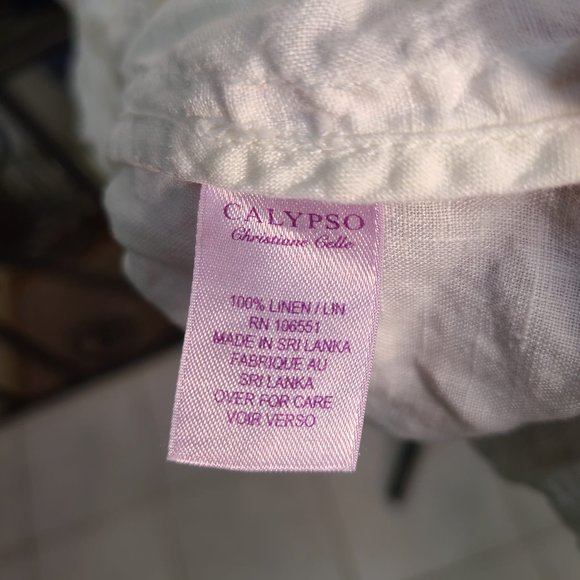 CALYPSO
Christiane Celle
100% LINEN / LIN
RN 106551
MADE IN SRI LANKA
FABRIQUE AU
SRI LANKA
OVER FOR CARE
VOIR VERSO